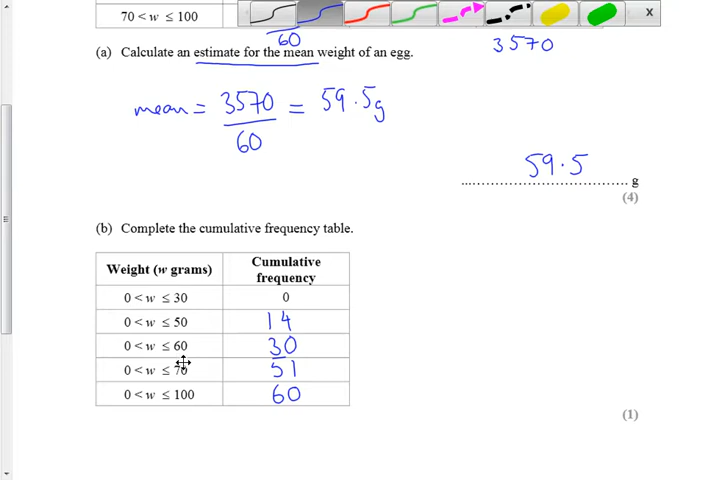 70 < w ≤ 100
60
3570
(a) Calculate an estimate for the mean weight of an egg.
mean = 3570/60 = 59.5g
59.5
g
(4)
(b) Complete the cumulative frequency table.
Weight (w grams) Cumulative frequency
0 < w ≤ 30 0
0 < w ≤ 50 14
0 < w ≤ 60 30
0 < w ≤ 70 51
0 < w ≤ 100 60
(1)